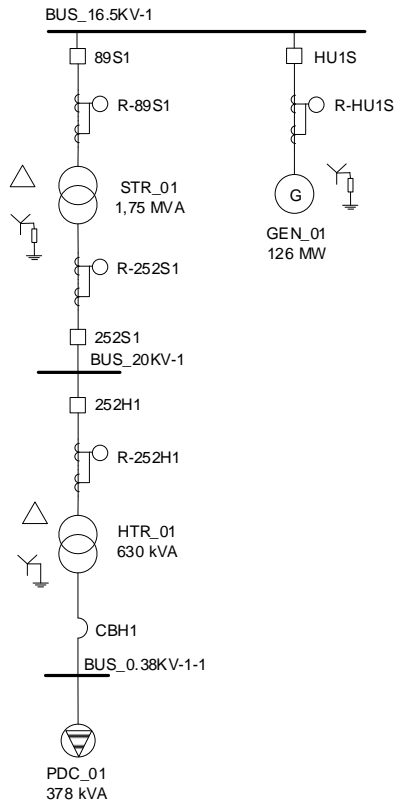 BUS_16.5KV-1
89S1
HU1S
R-89S1
R-HU1S
STR_01
1,75 MVA
G
GEN_01
126 MW
R-252S1
252S1
BUS_20KV-1
252H1
R-252H1
HTR_01
630 kVA
CBH1
BUS_0.38KV-1-1
PDC_01
378 kVA